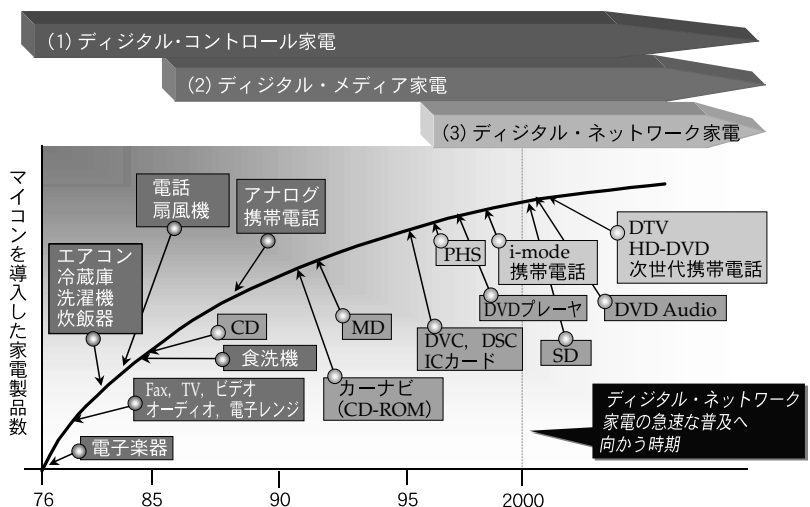 (1) ディジタル・コントロール家電
(2) ディジタル・メディア家電
(3) ディジタル・ネットワーク家電
マイコンを導入した家電製品数
電話
扇風機
アナログ
携帯電話
エアコン
冷蔵庫
洗濯機
炊飯器
PHS
i-mode
携帯電話
DTV
HD-DVD
次世代携帯電話
DVDプレーヤ
DVD Audio
CD
MD
DVC, DSC
ICカード
SD
食洗機
カーナビ
(CD-ROM)
Fax, TV, ビデオ
オーディオ, 電子レンジ
電子楽器
ディジタル・ネットワーク
家電の急速な普及へ
向かう時期
76
85
90
95
2000